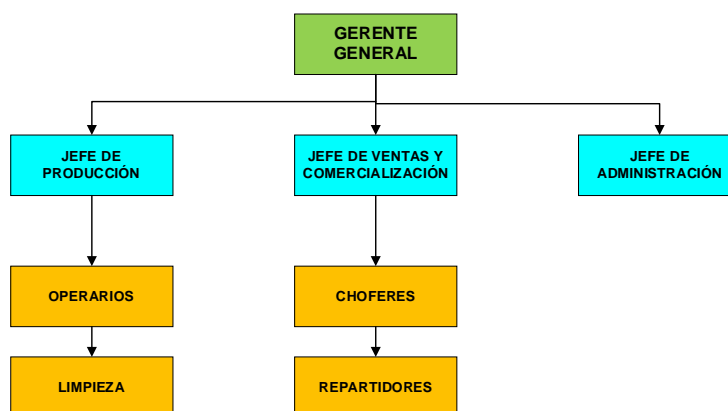 GERENTE
GENERAL
JEFE DE
PRODUCCIÓN
JEFE DE VENTAS Y
COMERCIALIZACIÓN
JEFE DE
ADMINISTRACIÓN
OPERARIOS
CHOFERES
LIMPIEZA
REPARTIDORES